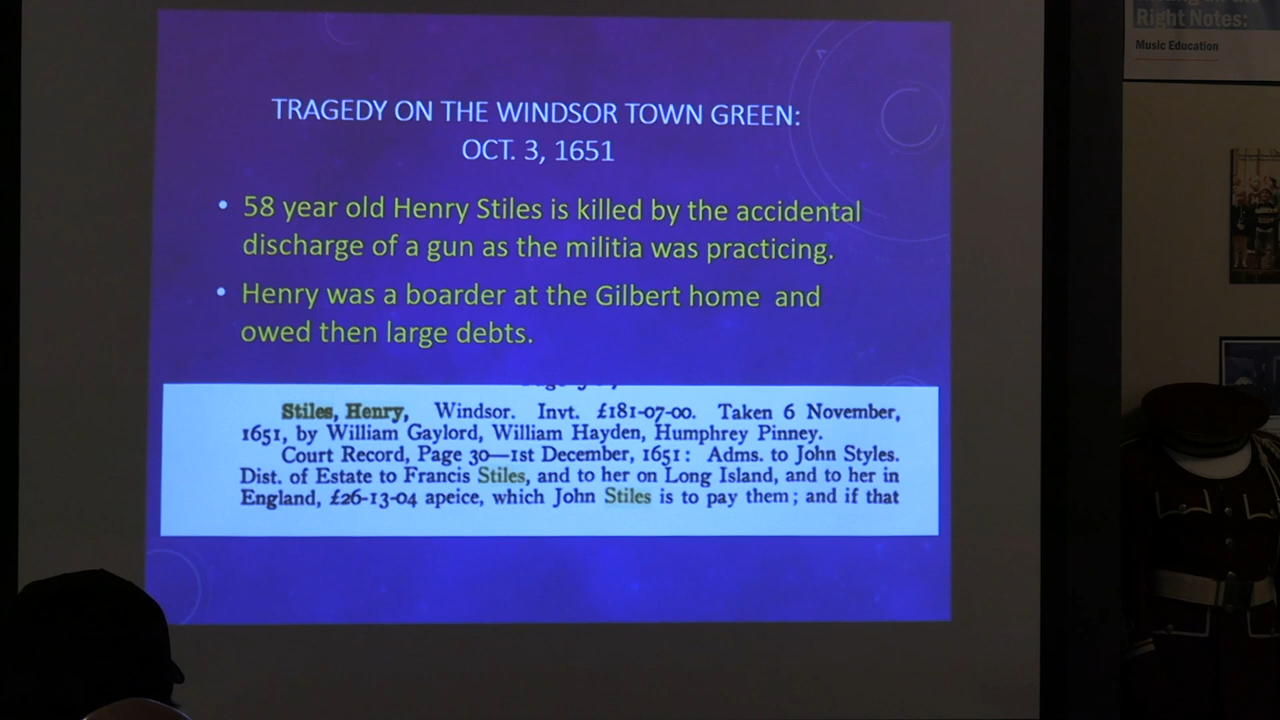 TRAGEDY ON THE WINDSOR TOWN GREEN:
OCT. 3, 1651
• 58 year old Henry Stiles is killed by the accidental
discharge of a gun as the militia was practicing.
• Henry was a boarder at the Gilbert home and
owed then large debts.
Stiles, Henry, Windsor. Invt. £181-07-00. Taken 6 November,
1651, by William Gaylord, William Hayden, Humphrey Pinney.
Court Record, Page 30—1st December, 1651: Adms. to John Styles.
Dist. of Estate to Francis Stiles, and to her on Long Island, and to her in
England, £26-13-04 apeice, which John Stiles is to pay them; and if that
Right Notes:
Music Education